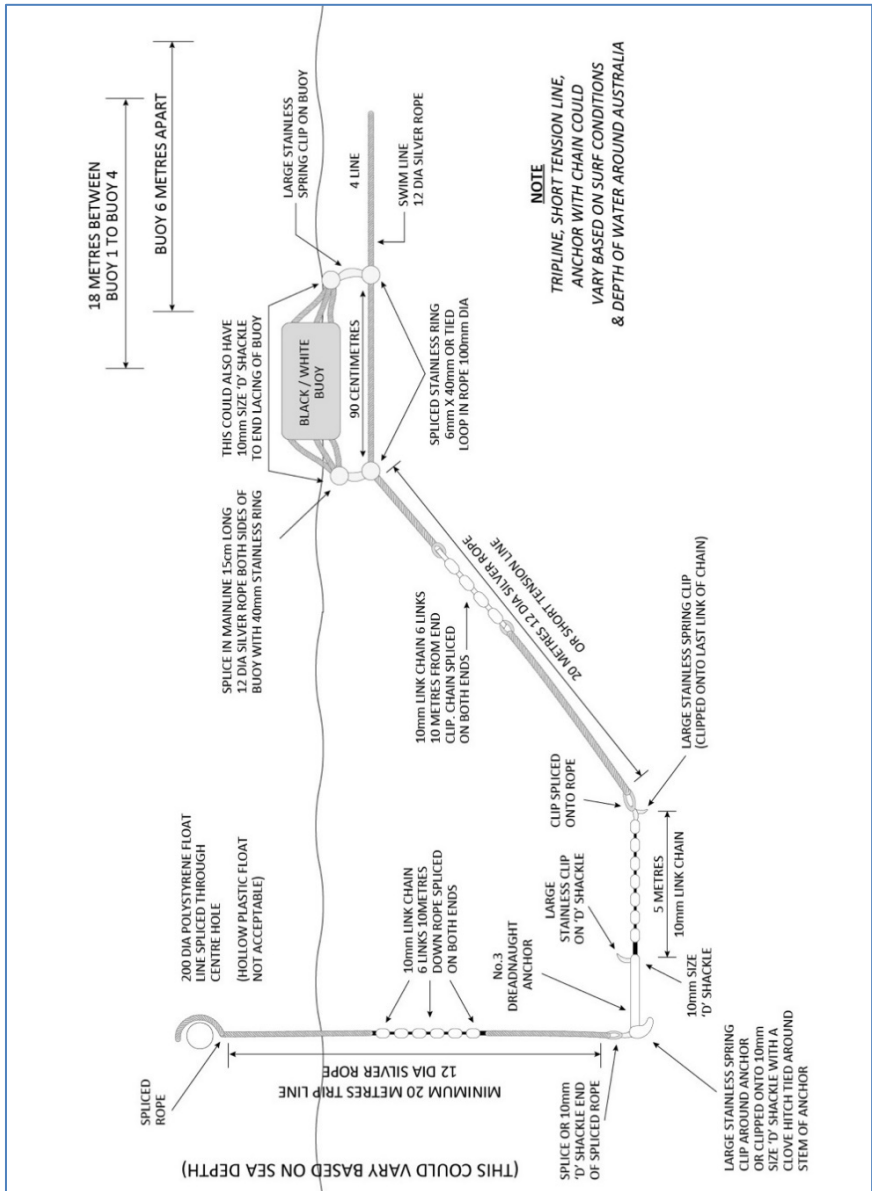 18 METRES BETWEEN
BUOY 1 TO BUOY 4
BUOY 6 METRES APART
LARGE STAINLESS
SPRING CLIP ON BUOY
4 LINE
SWIM LINE
12 DIA SILVER ROPE
THIS COULD ALSO HAVE
10mm SIZE 'D' SHACKLE
TO END LACING OF BUOY
BLACK / WHITE
BUOY
90 CENTIMETRES
SPLICED STAINLESS RING
6mm X 40mm OR TIED
LOOP IN ROPE 100mm DIA
NOTE
TRIPLINE, SHORT TENSION LINE,
ANCHOR WITH CHAIN COULD
VARY BASED ON SURF CONDITIONS
& DEPTH OF WATER AROUND AUSTRALIA
SPLICE IN MAINLINE 15cm LONG
12 DIA SILVER ROPE BOTH SIDES OF
BUOY WITH 40mm STAINLESS RING
10mm LINK CHAIN 6 LINKS
10 METRES FROM END
CLIP. CHAIN SPLICED
ON BOTH ENDS
20 METRES 12 DIA SILVER ROPE
OR SHORT TENSION LINE
CLIP SPLICED
ONTO ROPE
LARGE STAINLESS SPRING CLIP
(CLIPPED ONTO LAST LINK OF CHAIN)
200 DIA POLYSTYRENE FLOAT
LINE SPLICED THROUGH
CENTRE HOLE
(HOLLOW PLASTIC FLOAT
NOT ACCEPTABLE)
10mm LINK CHAIN
6 LINKS 10METRES
DOWN ROPE SPLICED
ON BOTH ENDS
LARGE
STAINLESS CLIP
ON 'D' SHACKLE
5 METRES
10mm LINK CHAIN
No.3
DREADNAUGHT
ANCHOR
10mm SIZE
'D' SHACKLE
SPLICED
ROPE
MINIMUM 20 METRES TRIP LINE
12 DIA SILVER ROPE
(THIS COULD VARY BASED ON SEA DEPTH)
SPLICE OR 10mm
'D' SHACKLE END
OF SPLICED ROPE
LARGE STAINLESS SPRING
CLIP AROUND ANCHOR
OR CLIPPED ONTO 10mm
SIZE 'D' SHACKLE WITH A
CLOVE HITCH TIED AROUND
STEM OF ANCHOR